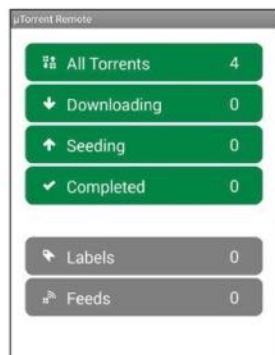 µTorrent Remote
All Torrents 4
Downloading 0
Seeding 0
Completed 0
Labels 0
Feeds 0